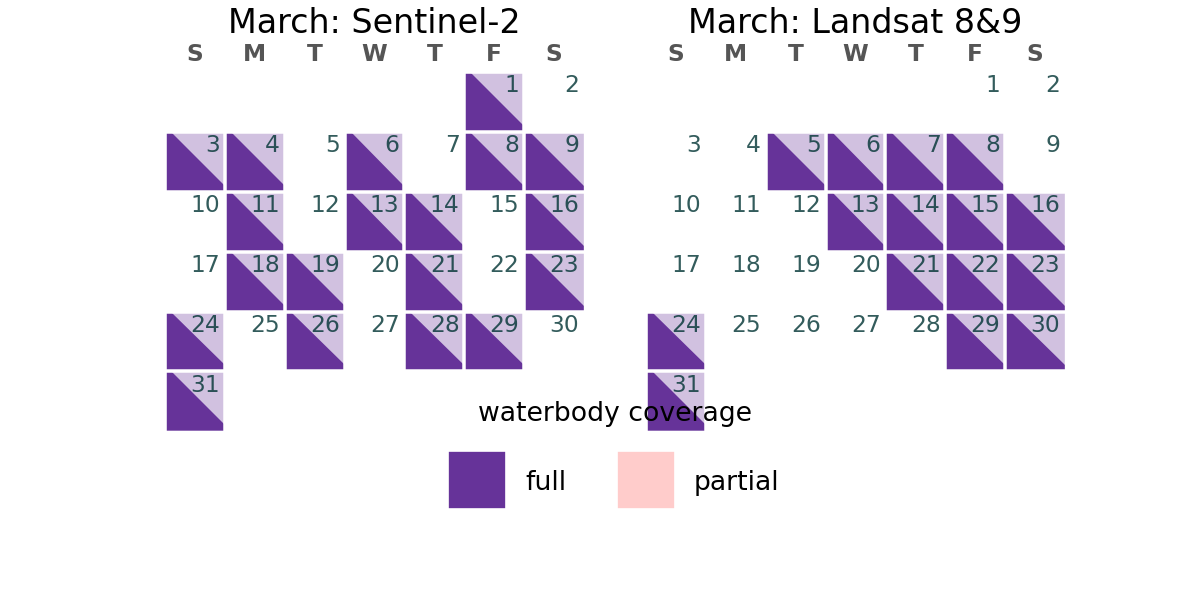 March: Sentinel-2
S M T W T F S
1 2
3 4 5 6 7 8 9
10 11 12 13 14 15 16
17 18 19 20 21 22 23
24 25 26 27 28 29 30
31
March: Landsat 8&9
S M T W T F S
1 2
3 4 5 6 7 8 9
10 11 12 13 14 15 16
17 18 19 20 21 22 23
24 25 26 27 28 29 30
31
waterbody coverage
full partial